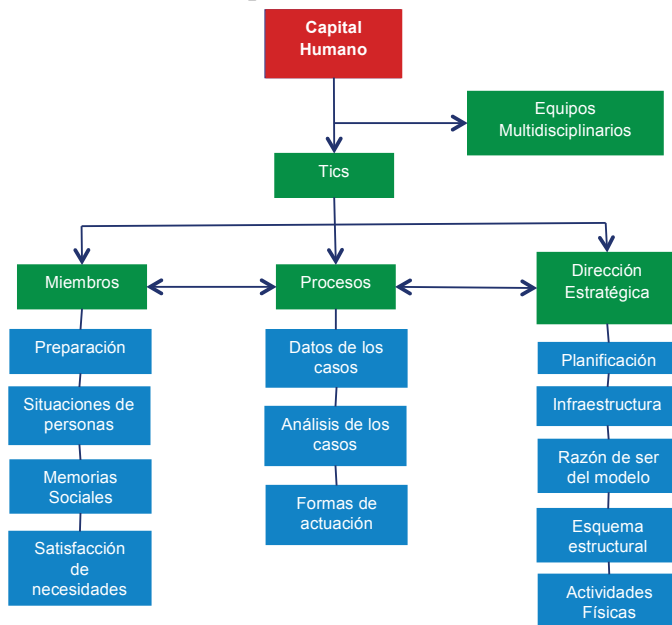 Capital
Humano
Equipos
Multidisciplinarios
Tics
Miembros
Procesos
Dirección
Estratégica
Preparación
Situaciones de
personas
Memorias
Sociales
Satisfacción
de
necesidades
Datos de los
casos
Análisis de los
casos
Formas de
actuación
Planificación
Infraestructura
Razón de ser
del modelo
Esquema
estructural
Actividades
Físicas